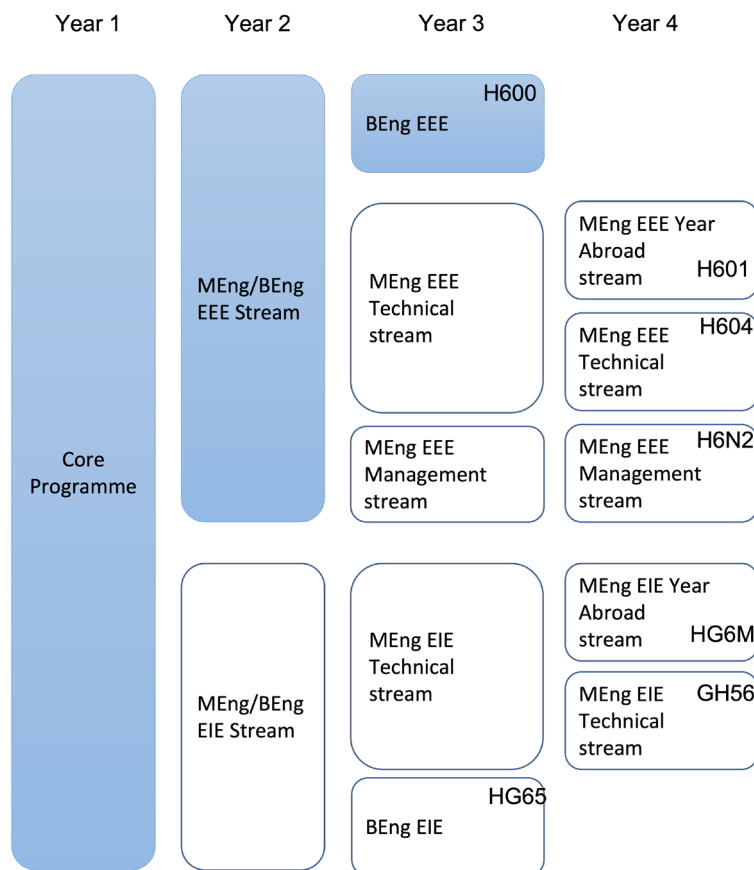 Year 1
Year 2
Year 3
Year 4
Core
Programme
MEng/BEng
EEE Stream
MEng/BEng
EIE Stream
H600
BEng EEE
MEng EEE
Technical
stream
MEng EEE
Management
stream
MEng EIE
Technical
stream
HG65
BEng EIE
MEng EEE Year
Abroad
stream
H601
H604
MEng EEE
Technical
stream
H6N2
MEng EEE
Management
stream
MEng EIE Year
Abroad
stream
HG6M
MEng EIE
GH56
Technical
stream